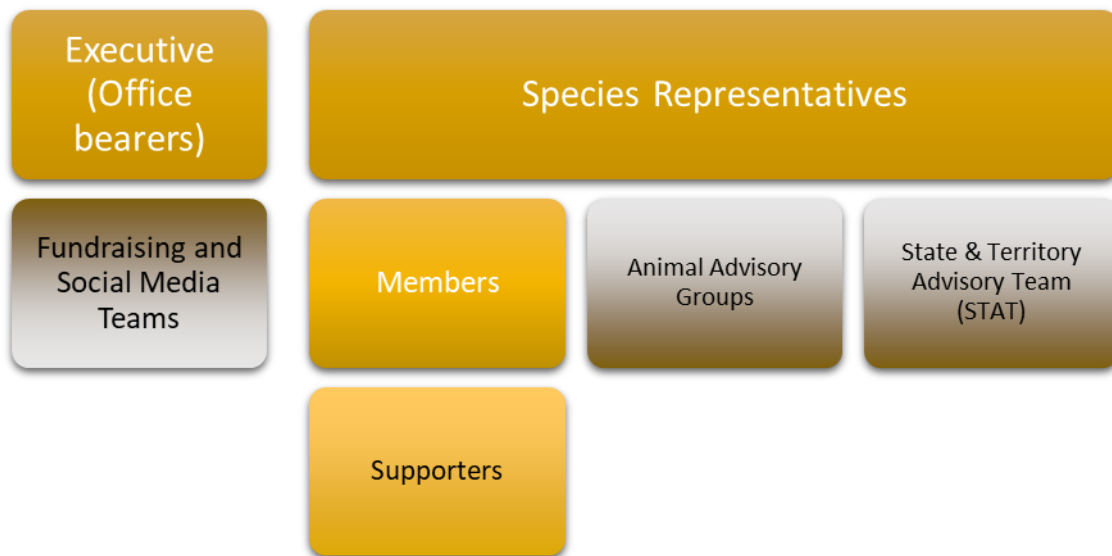 Executive
(Office
bearers)
Species Representatives
Fundraising and
Social Media
Teams
Members
Animal Advisory
Groups
State & Territory
Advisory Team
(STAT)
Supporters